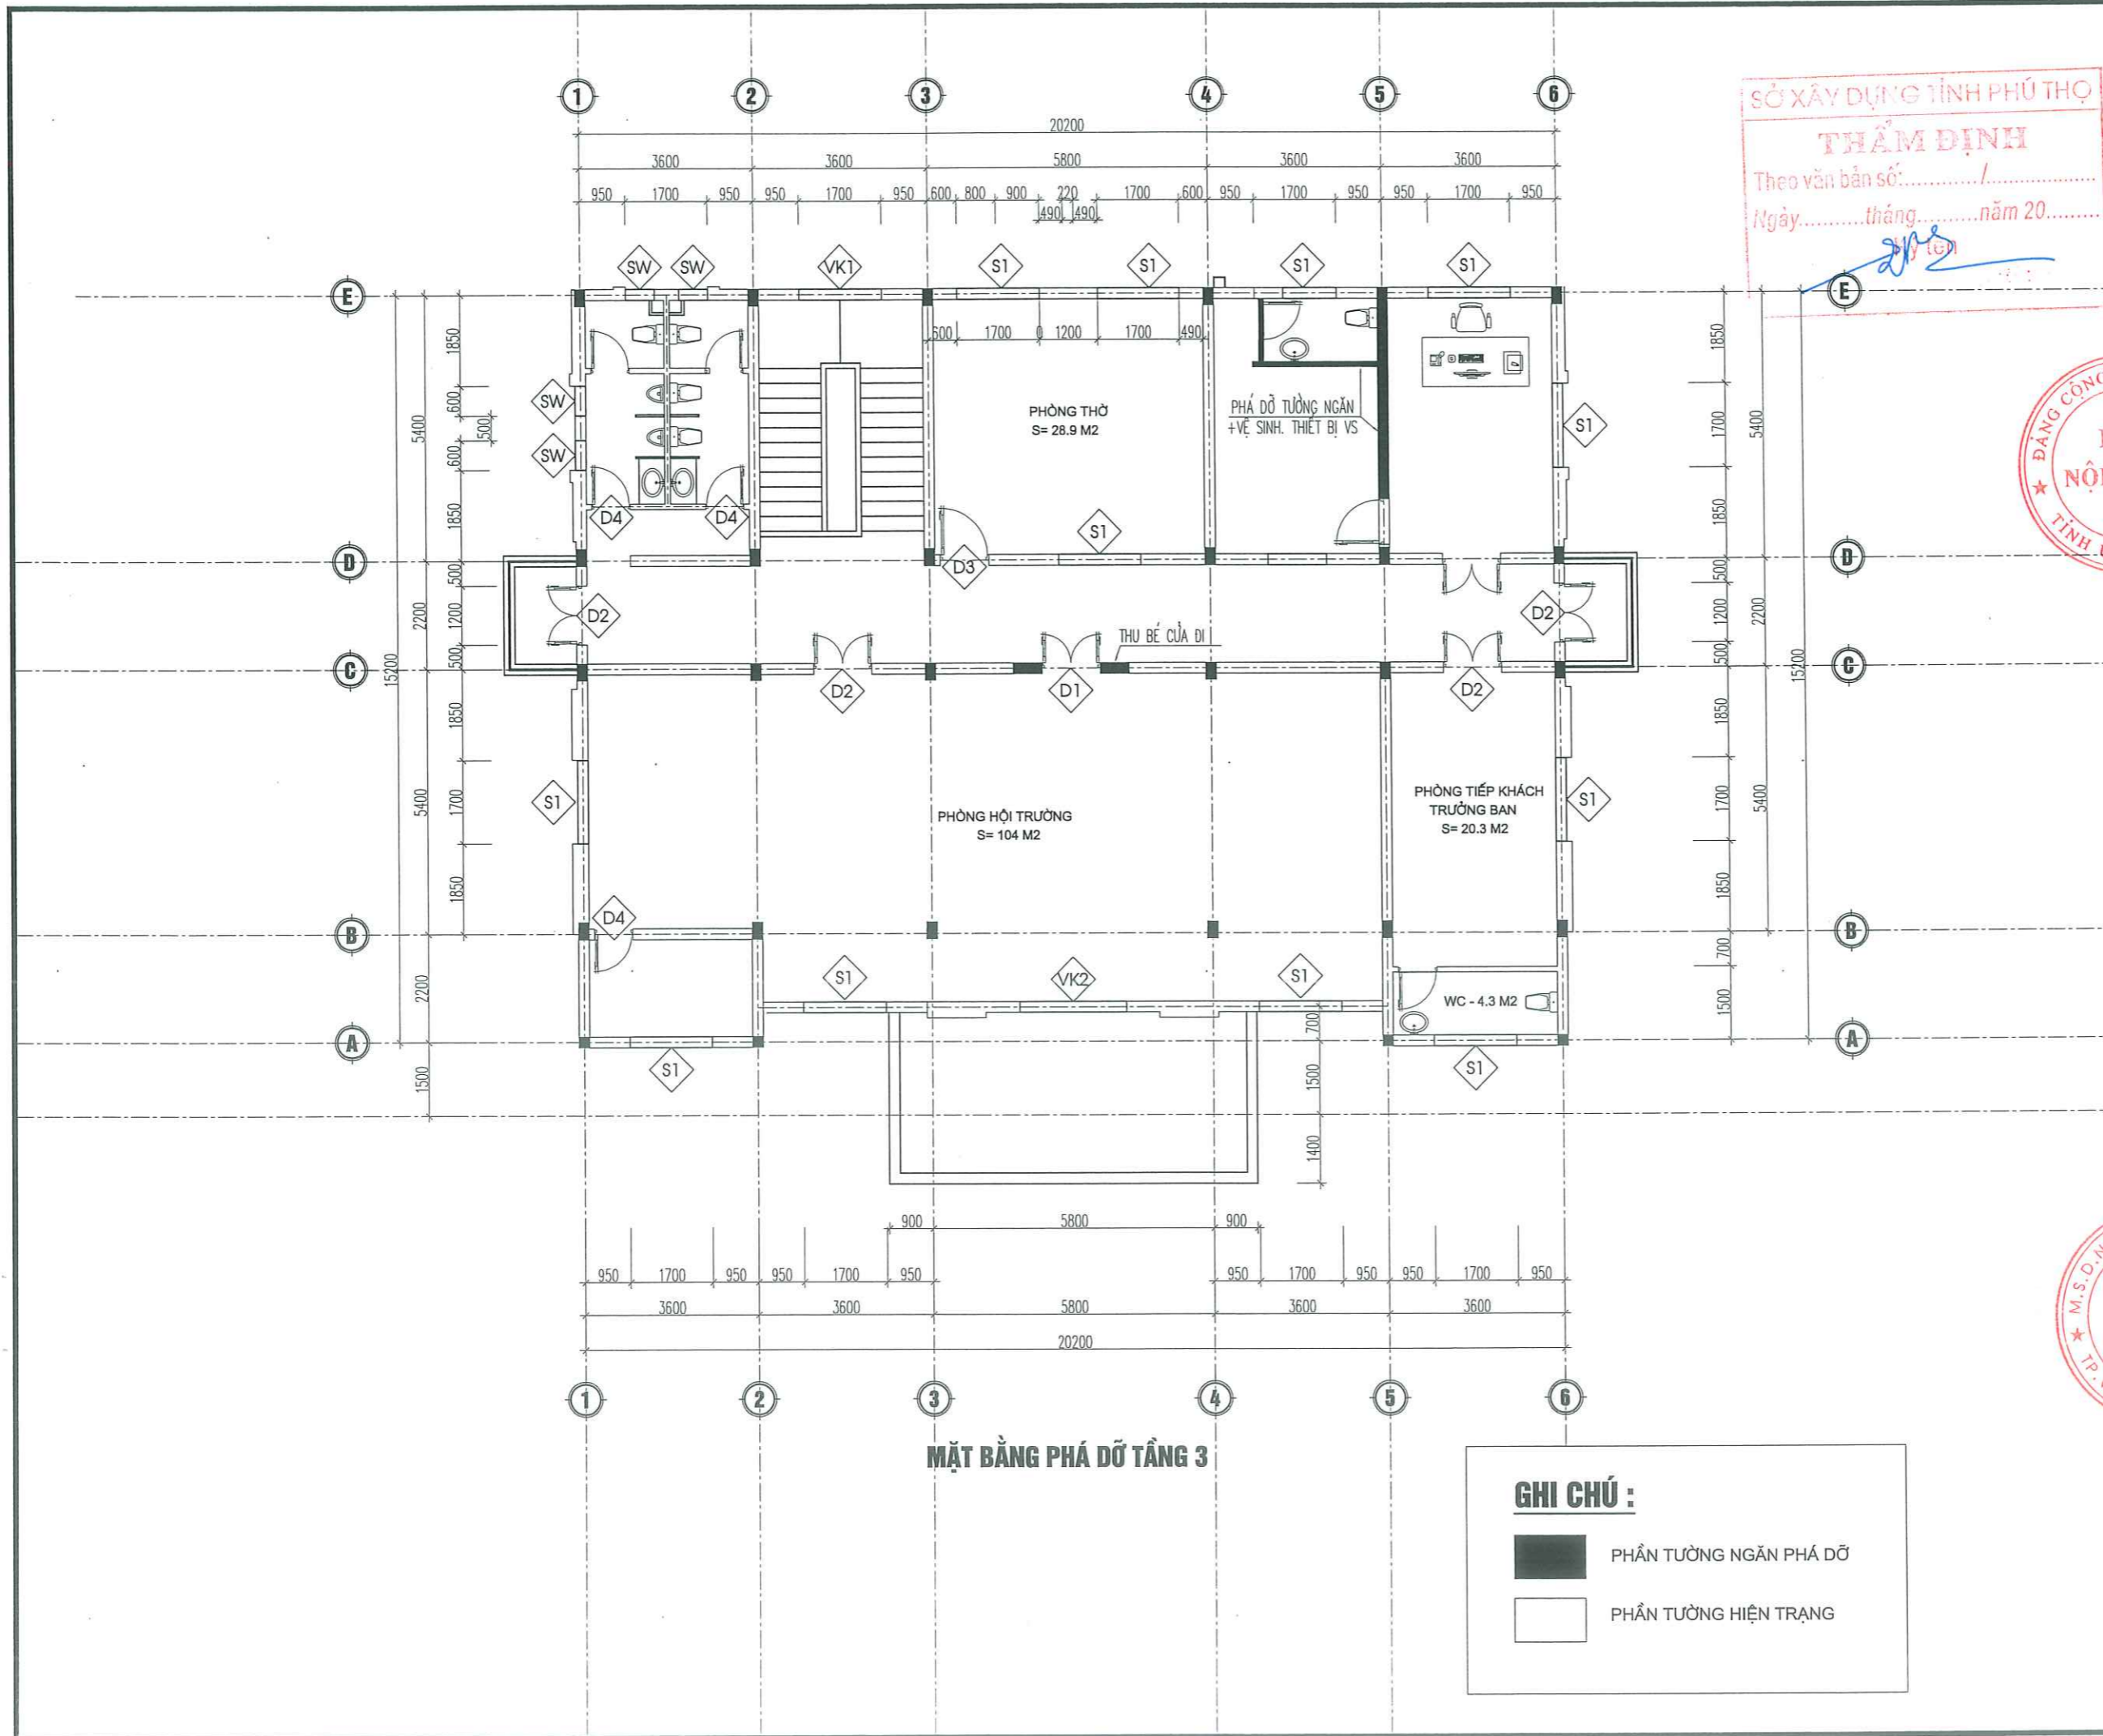 1 2 3 4 5 6
20200
3600 3600 5800 3600 3600
950 1700 950 950 1700 950 600 800 900 220 1700 600 950 1700 950 950 1700 950
490 490
SỞ XÂY DỰNG TỈNH PHÚ THỌ
THẨM ĐỊNH
Theo văn bản số:............/................
Ngày..........tháng.........năm 20.........
Ký tên
SW SW VK1 S1 S1 S1 S1
E E
600 1700 0 1200 1700 490
1850 600 500 600 1850
5400
1850 1700 1850
5400
SW
SW
PHÒNG THỜ
S= 28.9 M2
PHÁ DỠ TƯỜNG NGĂN
+VỆ SINH. THIẾT BỊ VS
S1
ĐẢNG CỘNG
NỘI
TỈNH
D4 D4 S1
D D3 D
500 1200 500
2200
D2 D2
500 1200 500
2200
THU BÉ CỬA ĐI
C C
15200 15200
D2 D1 D2
1850 1700 1850
5400
1850 1700 1850
5400
S1
PHÒNG HỘI TRƯỜNG
S= 104 M2
PHÒNG TIẾP KHÁCH
TRƯỞNG BAN
S= 20.3 M2
S1
D4
B B
2200
700
1500
S1 VK2 S1
WC - 4.3 M2
A A
S1 S1
1500
700
1500
1400
900 5800 900
950 1700 950 950 1700 950 950 1700 950 950 1700 950
3600 3600 5800 3600 3600
20200
1 2 3 4 5 6
M.S.D.N
TP.
MẶT BẰNG PHÁ DỠ TẦNG 3
GHI CHÚ :
PHẦN TƯỜNG NGĂN PHÁ DỠ
PHẦN TƯỜNG HIỆN TRẠNG